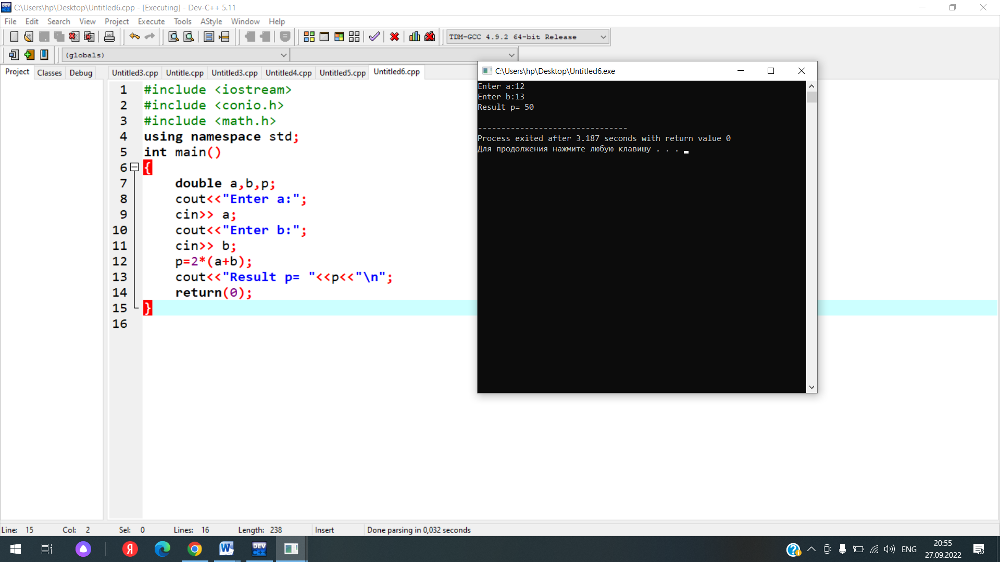 C:\Users\hp\Desktop\Untitled6.cpp - [Executing] - Dev-C++ 5.11
File Edit Search View Project Execute Tools AStyle Window Help
TDM-GCC 4.9.2 64-bit Release
(globals)
Project Classes Debug
Untitled3.cpp Untitle.cpp Untitled3.cpp Untitled4.cpp Untitled5.cpp Untitled6.cpp
1 #include <iostream>
2 #include <conio.h>
3 #include <math.h>
4 using namespace std;
5 int main()
6 {
7 double a,b,p;
8 cout<<"Enter a:";
9 cin>> a;
10 cout<<"Enter b:";
11 cin>> b;
12 p=2*(a+b);
13 cout<<"Result p= "<<p<<"\n";
14 return(0);
15 }
16
C:\Users\hp\Desktop\Untitled6.exe
Enter a:12
Enter b:13
Result p= 50
--------------------------------
Process exited after 3.187 seconds with return value 0
Для продолжения нажмите любую клавишу . . .
Line: 15 Col: 2 Sel: 0 Lines: 16 Length: 238 Insert Done parsing in 0,032 seconds
Я
W
DEV
C++
ENG
20:55
27.09.2022